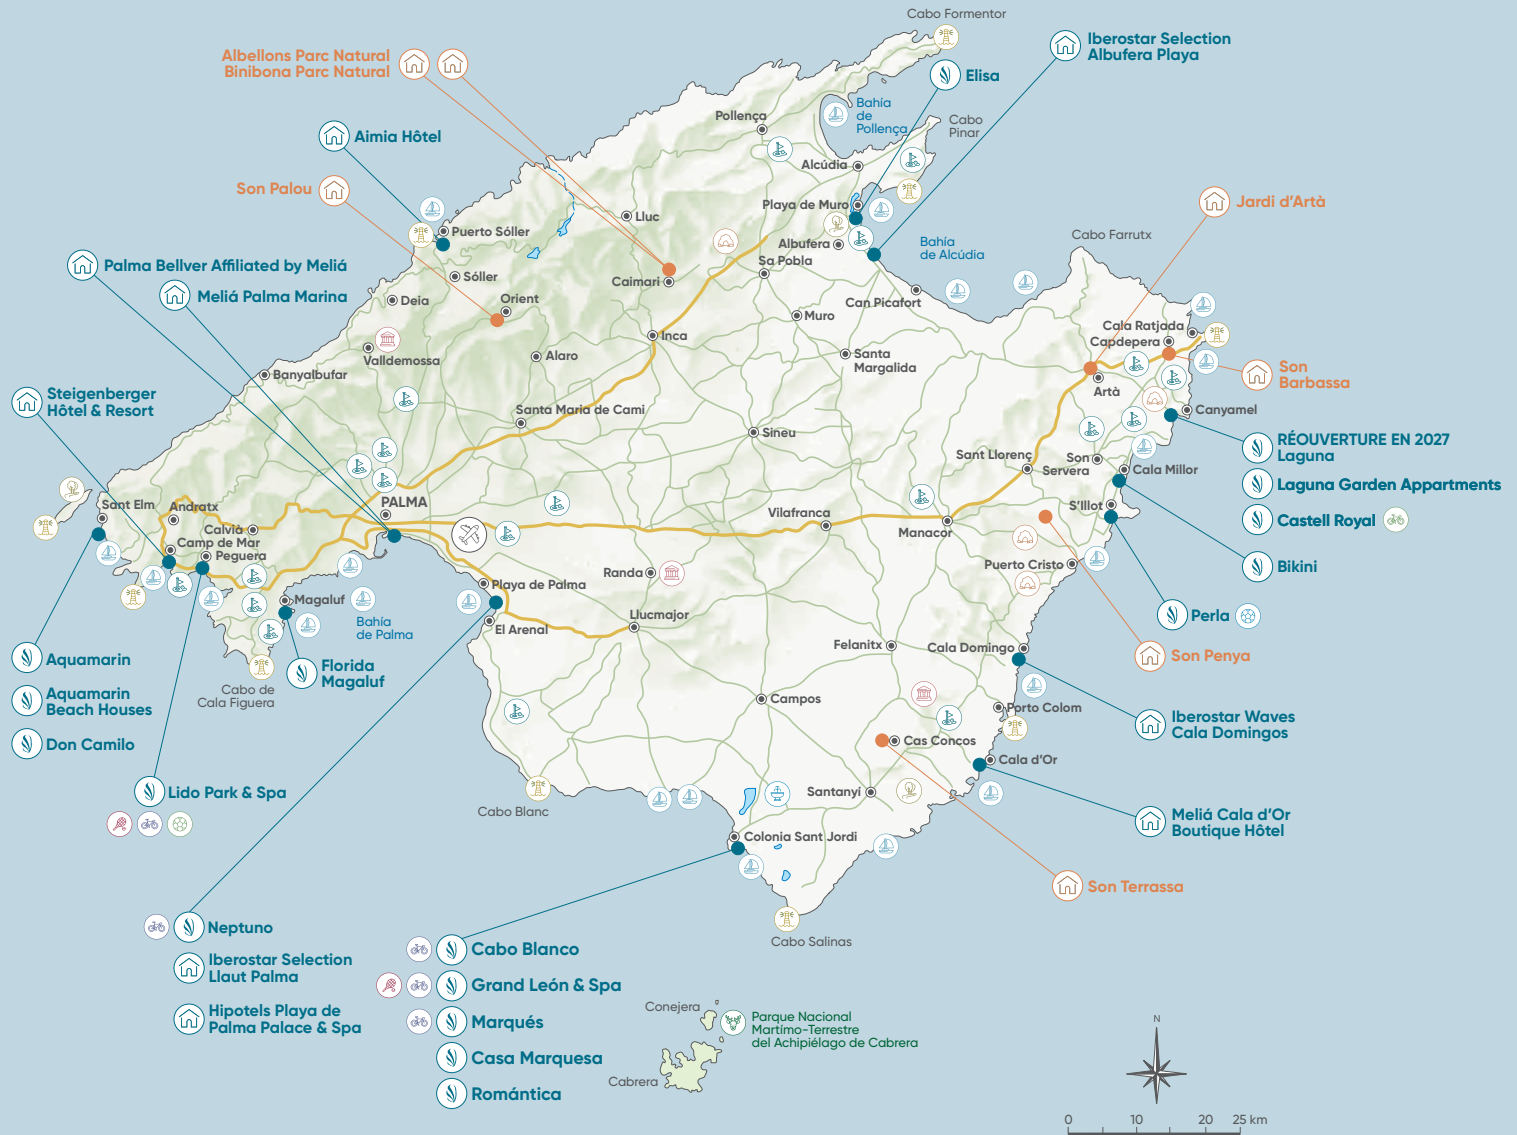 Cabo Formentor
Iberostar Selection
Albufera Playa
Albellons Parc Natural
Binibona Parc Natural
Elisa
Bahía
de
Pollença
Pollença
Cabo
Pinar
Aimia Hôtel
Alcúdia
Son Palou
Jardi d'Artà
Playa de Muro
Lluc
Puerto Sóller
Albufera
Bahía
de Alcúdia
Cabo Farrutx
Palma Bellver Affiliated by Meliá
Sa Pobla
Sóller
Caimari
Meliá Palma Marina
Deia
Orient
Can Picafort
Muro
Cala Ratjada
Capdepera
Inca
Valldemossa
Alaro
Santa
Margalida
Son
Barbassa
Banyalbufar
Artà
Steigenberger
Hôtel & Resort
Santa Maria de Cami
Canyamel
Sineu
RÉOUVERTURE EN 2027
Laguna
Sant Llorenç
Son
Servera
Cala Millor
Laguna Garden Appartments
Sant Elm
Andratx
PALMA
S'Illot
Vilafranca
Castell Royal
Calvià
Manacor
Camp de Mar
Peguera
Puerto Cristo
Bikini
Randa
Playa de Palma
Magaluf
Llucmajor
Perla
Bahía
de Palma
El Arenal
Felanitx
Cala Domingo
Aquamarin
Son Penya
Florida
Magaluf
Cabo de
Cala Figuera
Aquamarin
Beach Houses
Campos
Porto Colom
Iberostar Waves
Cala Domingos
Don Camilo
Cas Concos
Cala d'Or
Lido Park & Spa
Santanyí
Cabo Blanc
Meliá Cala d'Or
Boutique Hôtel
Colonia Sant Jordi
Son Terrassa
Neptuno
Cabo Salinas
Cabo Blanco
Iberostar Selection
Llaut Palma
Grand León & Spa
Hipotels Playa de
Palma Palace & Spa
Marqués
Conejera
Parque Nacional
Martímo-Terrestre
del Achipiélago de Cabrera
Casa Marquesa
Cabrera
Romántica
N
0 10 20 25 km